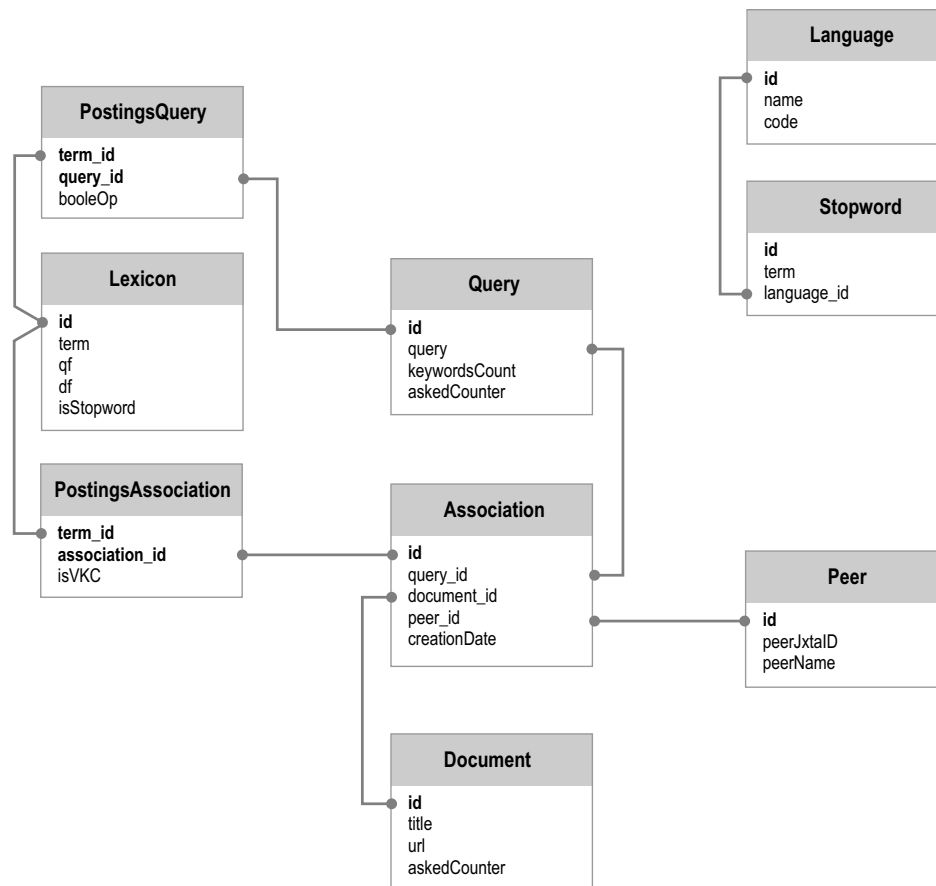 Language
id
name
code
PostingsQuery
term_id
query_id
booleOp
Stopword
id
term
language_id
Lexicon
id
term
qf
df
isStopword
Query
id
query
keywordsCount
askedCounter
PostingsAssociation
term_id
association_id
isVKC
Association
id
query_id
document_id
peer_id
creationDate
Peer
id
peerJxtaID
peerName
Document
id
title
url
askedCounter